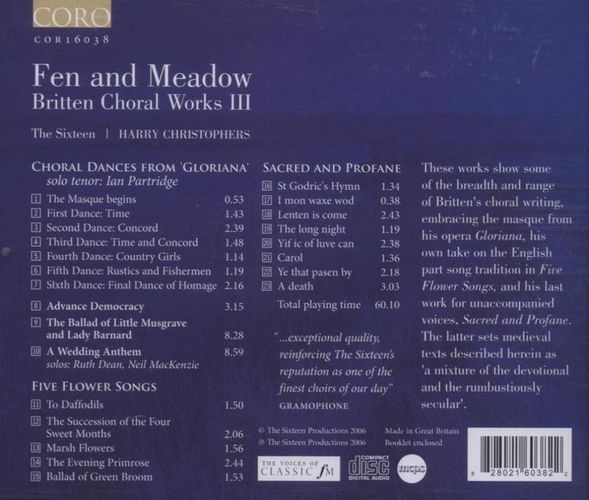 CORO
COR16038
Fen and Meadow
Britten Choral Works III
The Sixteen | HARRY CHRISTOPHERS
CHORAL DANCES FROM 'GLORIANA'
solo tenor: Ian Partridge
1 The Masque begins 0.53
2 First Dance: Time 1.43
3 Second Dance: Concord 2.39
4 Third Dance: Time and Concord 1.48
5 Fourth Dance: Country Girls 1.14
6 Fifth Dance: Rustics and Fishermen 1.19
7 Sixth Dance: Final Dance of Homage 2.16
8 Advance Democracy 3.15
9 The Ballad of Little Musgrave
and Lady Barnard 8.28
10 A Wedding Anthem 8.59
solos: Ruth Dean, Neil MacKenzie
FIVE FLOWER SONGS
11 To Daffodils 1.50
12 The Succession of the Four
Sweet Months 2.06
13 Marsh Flowers 1.56
14 The Evening Primrose 2.44
15 Ballad of Green Broom 1.53
SACRED AND PROFANE
16 St Godric's Hymn 1.34
17 I mon waxe wod 0.38
18 Lenten is come 2.43
19 The long night 1.19
20 Yif ic of luve can 2.38
21 Carol 1.36
22 Ye that pasen by 2.18
23 A death 3.03
Total playing time 60.10
"...exceptional quality,
reinforcing The Sixteen's
reputation as one of the
finest choirs of our day"
GRAMOPHONE
These works show some
of the breadth and range
of Britten's choral writing,
embracing the masque from
his opera Gloriana, his
own take on the English
part song tradition in Five
Flower Songs, and his last
work for unaccompanied
voices, Sacred and Profane.
The latter sets medieval
texts described herein as
'a mixture of the devotional
and the rumbustiously
secular'.
© The Sixteen Productions 2006
℗ The Sixteen Productions 2006
Made in Great Britain
Booklet enclosed
THE VOICES OF
CLASSIC fM
COMPACT
disc
DIGITAL AUDIO
mcps
8 28021 60382 2